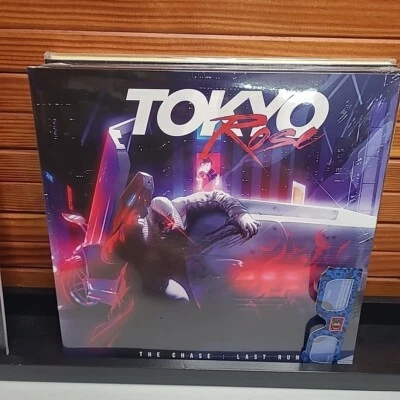 TOKYO
Rose
THE CHASE : LAST RUN